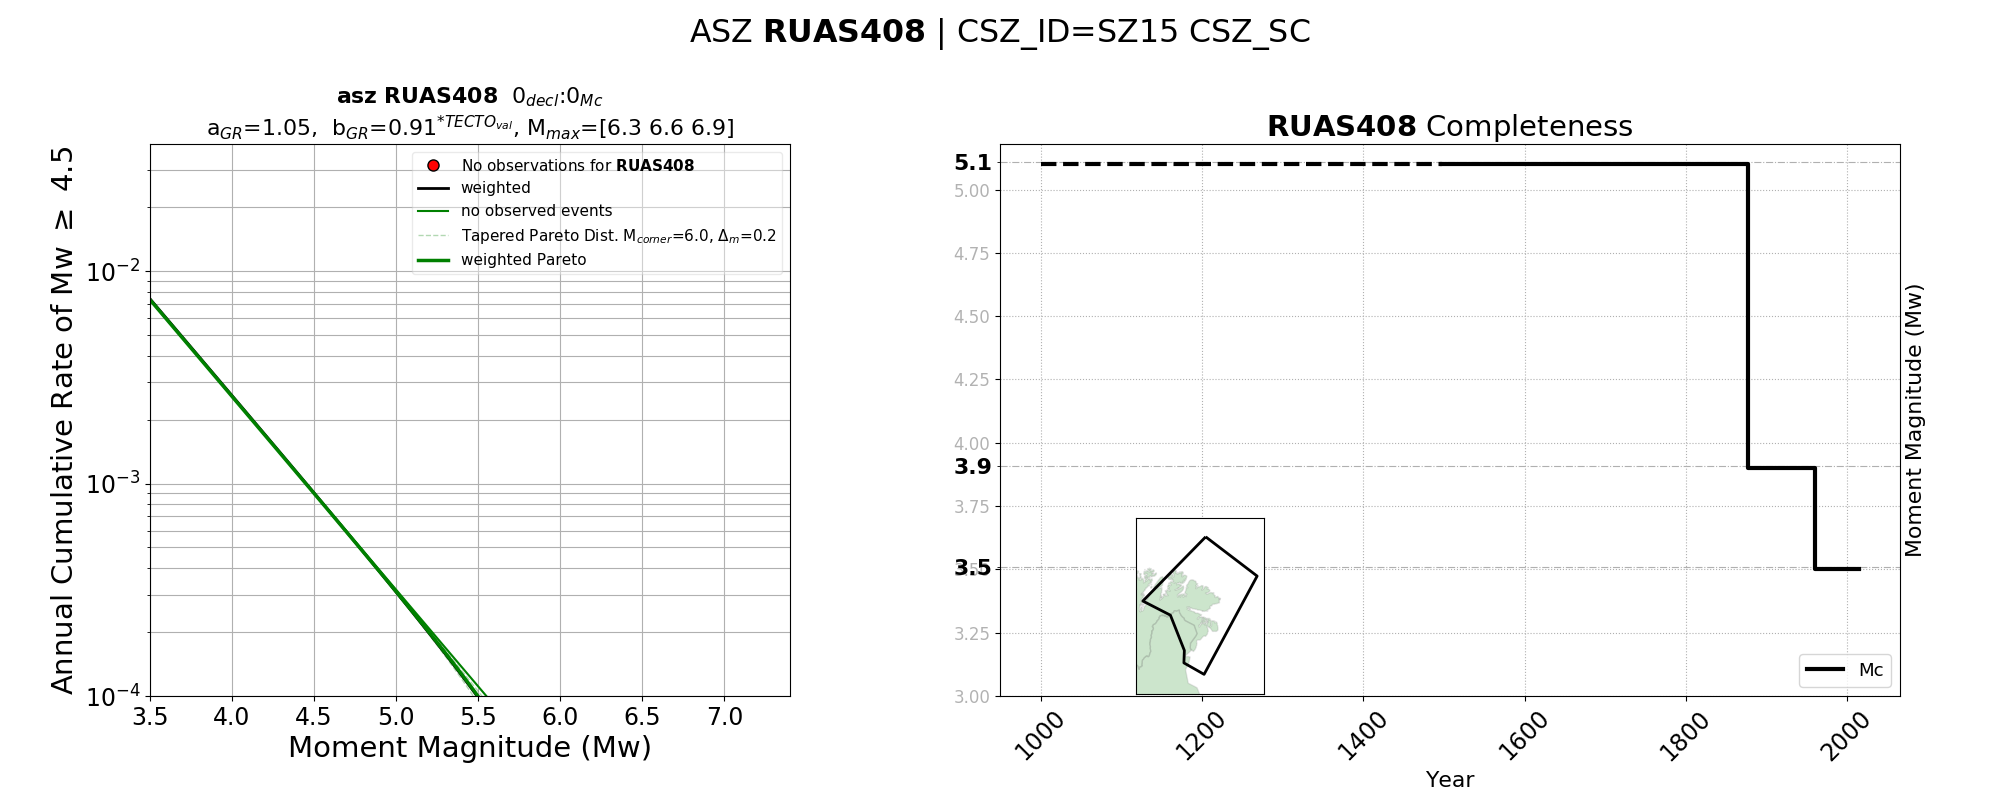 ASZ RUAS408 | CSZ_ID=SZ15 CSZ_SC
asz RUAS408 0decl:0Mc
aGR=1.05, bGR=0.91*TECTOval, Mmax=[6.3 6.6 6.9]
No observations for RUAS408
weighted
no observed events
Tapered Pareto Dist. Mcorner=6.0, Δm=0.2
weighted Pareto
Annual Cumulative Rate of Mw ≥ 4.5
10−2
10−3
10−4
3.5 4.0 4.5 5.0 5.5 6.0 6.5 7.0
Moment Magnitude (Mw)
RUAS408 Completeness
5.1
5.00
4.75
4.50
4.25
4.00
3.9
3.75
3.5
3.25
3.00
Mc
Moment Magnitude (Mw)
1000 1200 1400 1600 1800 2000
Year